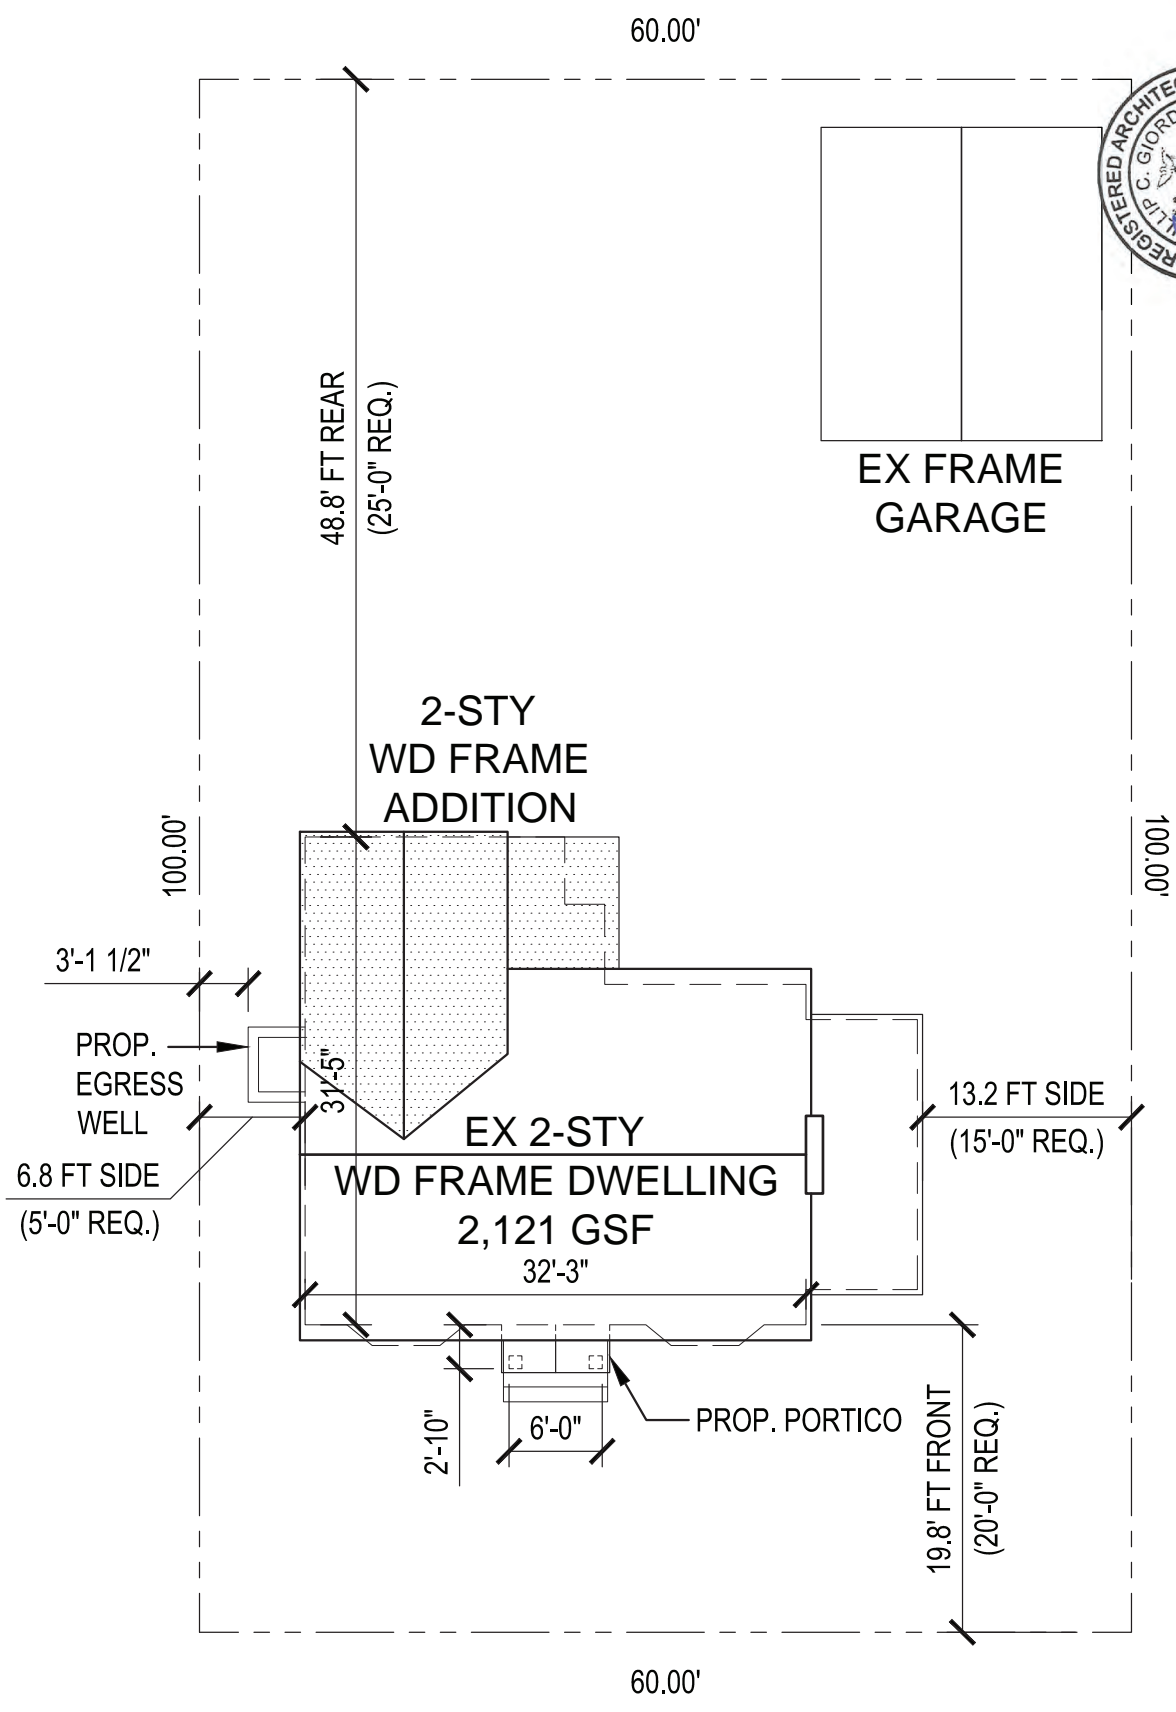 60.00'
REGISTERED ARCHITEC
C. GIORD
48.8' FT REAR
(25'-0" REQ.)
EX FRAME
GARAGE
2-STY
WD FRAME
ADDITION
100.00'
100.00'
3'-1 1/2"
PROP.
EGRESS
WELL
31'-5"
6.8 FT SIDE
(5'-0" REQ.)
13.2 FT SIDE
(15'-0" REQ.)
EX 2-STY
WD FRAME DWELLING
2,121 GSF
32'-3"
2'-10"
6'-0"
PROP. PORTICO
19.8' FT FRONT
(20'-0" REQ.)
60.00'